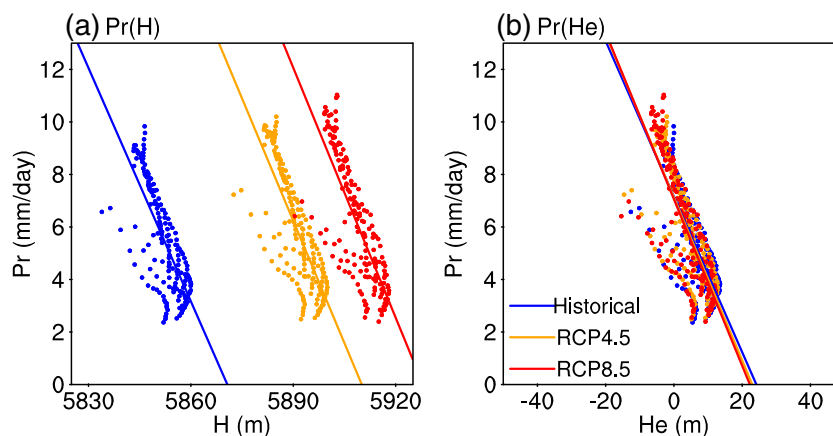 (a) Pr(H)
12
10
8
6
4
2
0
Pr (mm/day)
5830 5860 5890 5920
H (m)
(b) Pr(He)
12
10
8
6
4
2
0
Pr (mm/day)
Historical
RCP4.5
RCP8.5
-40 -20 0 20 40
He (m)